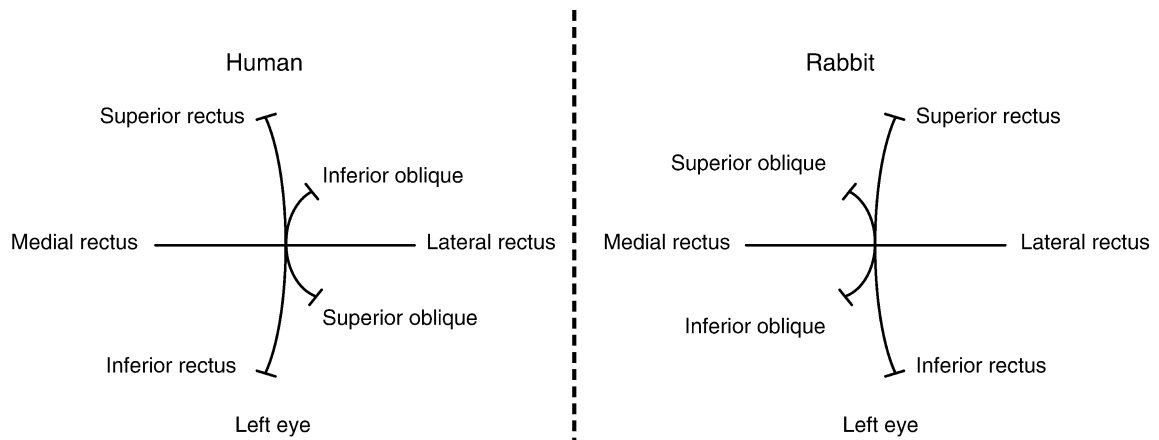 Human
Superior rectus
Inferior oblique
Medial rectus
Lateral rectus
Superior oblique
Inferior rectus
Left eye
Rabbit
Superior rectus
Superior oblique
Medial rectus
Lateral rectus
Inferior oblique
Inferior rectus
Left eye